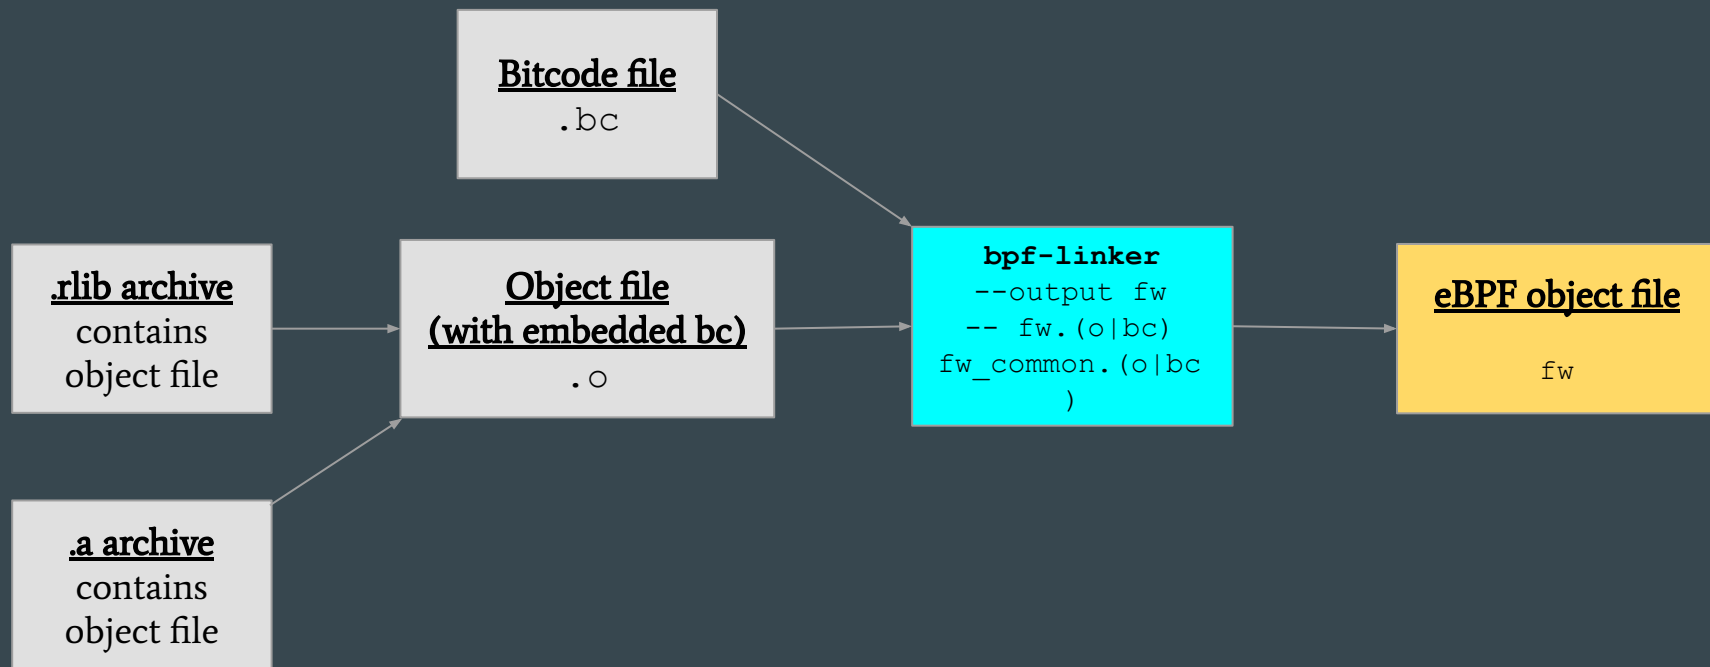 Bitcode file
.bc
.rlib archive
contains
object file
Object file
(with embedded bc)
.o
bpf-linker
--output fw
-- fw.(o|bc)
fw_common.(o|bc
)
eBPF object file
fw
.a archive
contains
object file